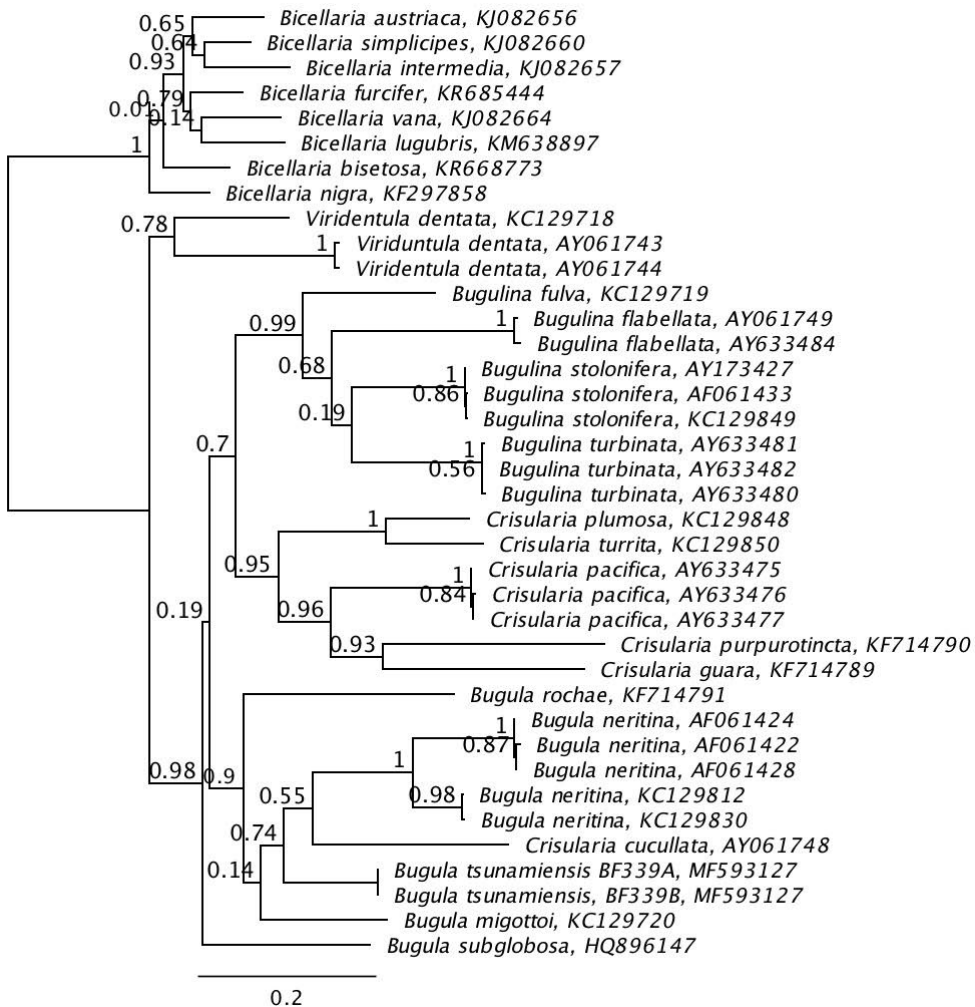 Bicellaria austriaca, KJ082656
0.65
0.64
Bicellaria simplicipes, KJ082660
0.93
Bicellaria intermedia, KJ082657
0.79
Bicellaria furcifer, KR685444
0.01
0.14
Bicellaria vana, KJ082664
1
Bicellaria lugubris, KM638897
Bicellaria bisetosa, KR668773
Bicellaria nigra, KF297858
0.78
Viridentula dentata, KC129718
1
Viriduntula dentata, AY061743
Viridentula dentata, AY061744
Bugulina fulva, KC129719
0.99
1
Bugulina flabellata, AY061749
Bugulina flabellata, AY633484
0.68
1
Bugulina stolonifera, AY173427
0.86
Bugulina stolonifera, AF061433
0.19
Bugulina stolonifera, KC129849
0.7
1
Bugulina turbinata, AY633481
0.56
Bugulina turbinata, AY633482
Bugulina turbinata, AY633480
1
Crisularia plumosa, KC129848
Crisularia turrita, KC129850
0.95
1
Crisularia pacifica, AY633475
0.84
Crisularia pacifica, AY633476
0.19
0.96
Crisularia pacifica, AY633477
0.93
Crisularia purpurotincta, KF714790
Crisularia guara, KF714789
Bugula rochae, KF714791
1
Bugula neritina, AF061424
0.87
Bugula neritina, AF061422
1
Bugula neritina, AF061428
0.98
0.9
0.55
0.98
Bugula neritina, KC129812
Bugula neritina, KC129830
0.74
Crisularia cucullata, AY061748
0.14
Bugula tsunamiensis BF339A, MF593127
Bugula tsunamiensis, BF339B, MF593127
Bugula migottoi, KC129720
Bugula subglobosa, HQ896147
0.2